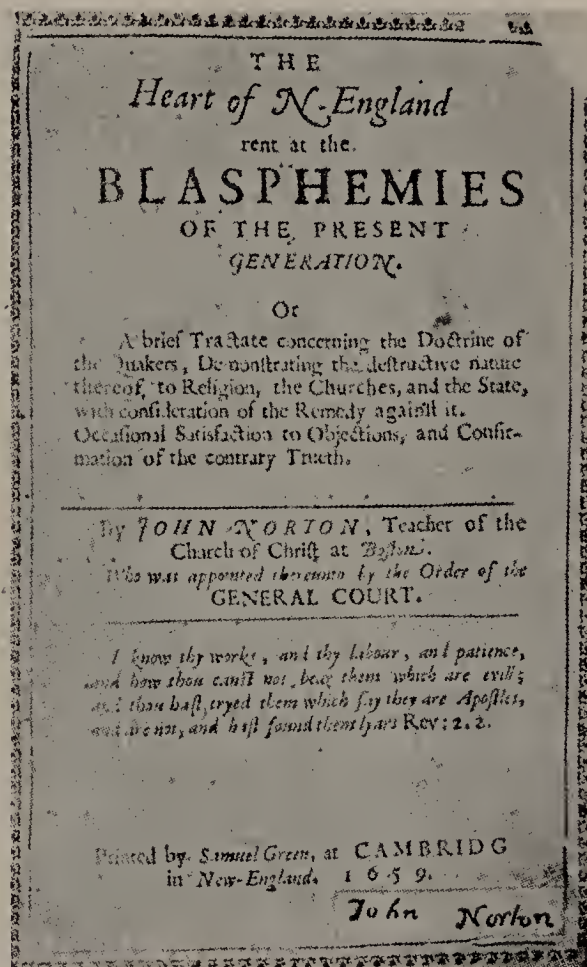 THE
Heart of N-England
rent at the
BLASPHEMIES
OF THE PRESENT
GENERATION.
Or
A brief Tractate concerning the Doctrine of
the Quakers, Demonstrating the destructive nature
thereof, to Religion, the Churches, and the State,
with consideration of the Remedy against it.
Occasional Satisfaction to Objections, and Confir-
mation of the contrary Trueth.
By JOHN NORTON, Teacher of the
Church of Christ at Boston.
Who was appointed thereunto by the Order of the
GENERAL COURT.
I know thy works, and thy labour, and patience,
and how thou canst not bear them which are evill;
and thou hast tryed them which say they are Apostles,
and are not, and hast found them lyars Rev: 2. 2.
Printed by Samuel Green, at CAMBRIDG
in New-England. 1659.
John Norton